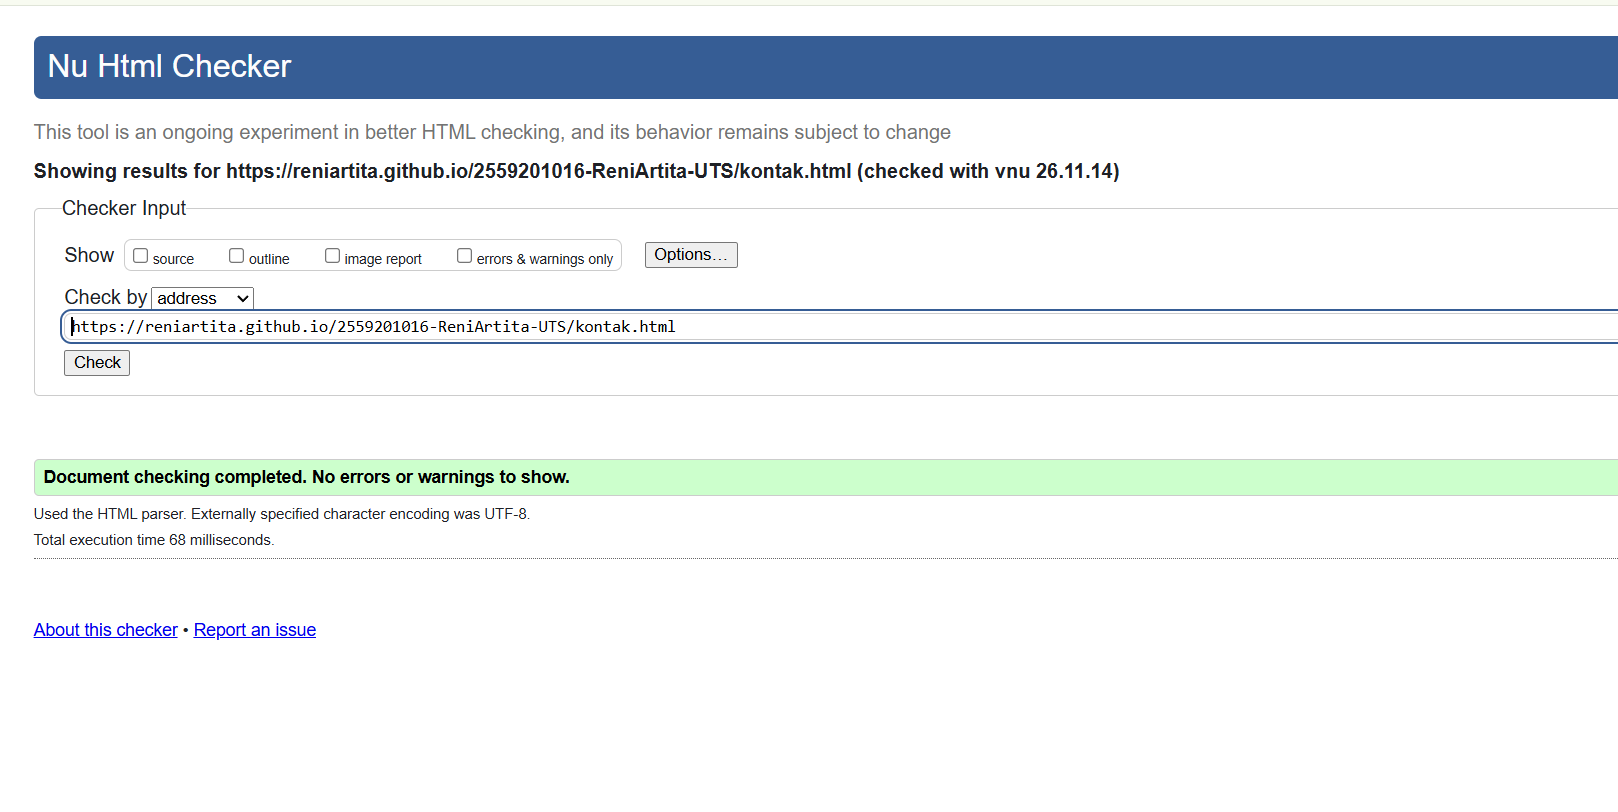 Nu Html Checker
This tool is an ongoing experiment in better HTML checking, and its behavior remains subject to change
Showing results for https://reniartita.github.io/2559201016-ReniArtita-UTS/kontak.html (checked with vnu 26.11.14)
Checker Input
Show source outline image report errors & warnings only Options...
Check by address
https://reniartita.github.io/2559201016-ReniArtita-UTS/kontak.html
Check
Document checking completed. No errors or warnings to show.
Used the HTML parser. Externally specified character encoding was UTF-8.
Total execution time 68 milliseconds.
About this checker • Report an issue